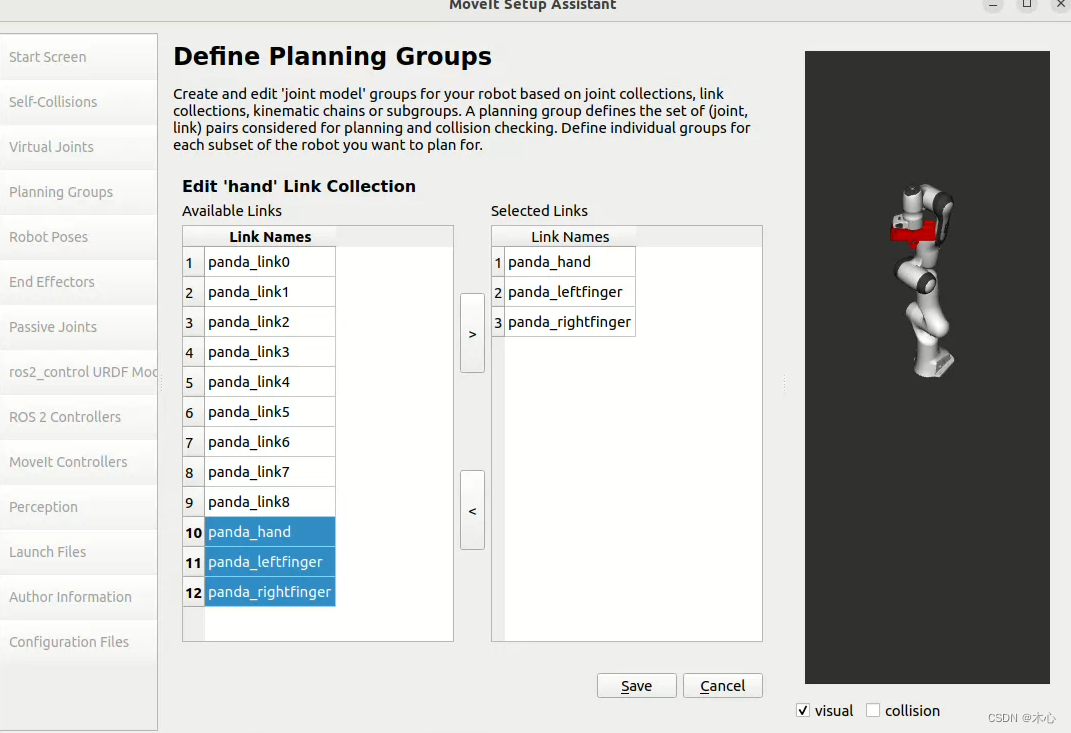 MoveIt Setup Assistant
Start Screen
Self-Collisions
Virtual Joints
Planning Groups
Robot Poses
End Effectors
Passive Joints
ros2_control URDF Moc
ROS 2 Controllers
MoveIt Controllers
Perception
Launch Files
Author Information
Configuration Files
Define Planning Groups
Create and edit 'joint model' groups for your robot based on joint collections, link
collections, kinematic chains or subgroups. A planning group defines the set of (joint,
link) pairs considered for planning and collision checking. Define individual groups for
each subset of the robot you want to plan for.
Edit 'hand' Link Collection
Available Links
Link Names
1 panda_link0
2 panda_link1
3 panda_link2
4 panda_link3
5 panda_link4
6 panda_link5
7 panda_link6
8 panda_link7
9 panda_link8
10 panda_hand
11 panda_leftfinger
12 panda_rightfinger
>
<
Selected Links
Link Names
1 panda_hand
2 panda_leftfinger
3 panda_rightfinger
Save
Cancel
visual
collision
CSDN @木心